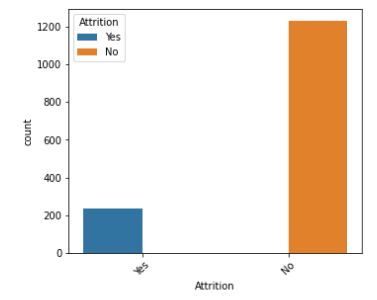 Attrition
Yes
No
1200
1000
800
600
400
200
0
count
Yes
No
Attrition